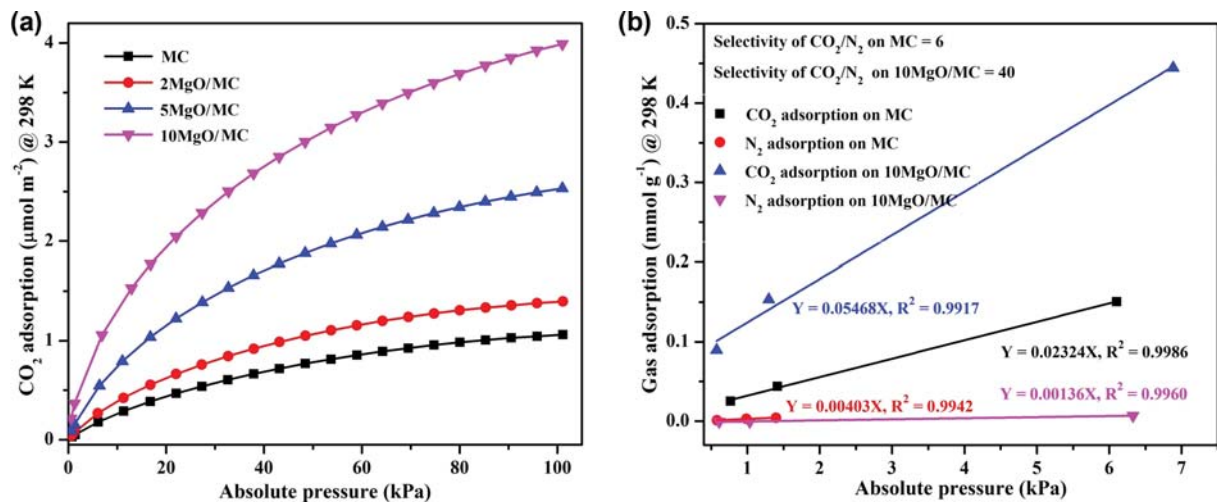 (a)
CO₂ adsorption (μmol m⁻²) @ 298 K
4
3
2
1
0
MC
2MgO/MC
5MgO/MC
10MgO/MC
0 20 40 60 80 100
Absolute pressure (kPa)
(b)
Gas adsorption (mmol g⁻¹) @ 298 K
0.5
0.4
0.3
0.2
0.1
0.0
Selectivity of CO₂/N₂ on MC = 6
Selectivity of CO₂/N₂ on 10MgO/MC = 40
CO₂ adsorption on MC
N₂ adsorption on MC
CO₂ adsorption on 10MgO/MC
N₂ adsorption on 10MgO/MC
Y = 0.05468X, R² = 0.9917
Y = 0.02324X, R² = 0.9986
Y = 0.00136X, R² = 0.9960
Y = 0.00403X, R² = 0.9942
1 2 3 4 5 6 7
Absolute pressure (kPa)